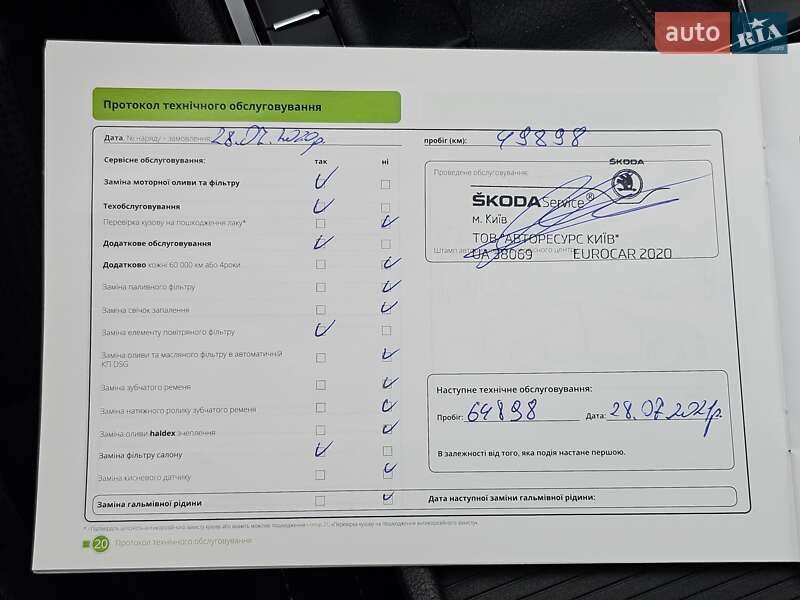 auto RIA
.com
Протокол технічного обслуговування
Дата, № наряду – замовлення: 28.07.2020р.
пробіг (км): 49898
Сервісне обслуговування: так ні
Заміна моторної оливи та фільтру
Техобслуговування
Перевірка кузову на пошкодження лаку*
Додаткове обслуговування
Додатково кожні 60 000 км або 4роки
Заміна паливного фільтру
Заміна свічок запалення
Заміна елементу повітряного фільтру
Заміна оливи та масляного фільтру в автоматичній
КП DSG
Заміна зубчатого ременя
Заміна натяжного ролику зубчатого ременя
Заміна оливи haldex зчеплення
Заміна фільтру салону
Заміна кисневого датчику
Заміна гальмівної рідини
Проведене обслуговування:
ŠKODA
ŠKODA Service®
м. Київ
ТОВ "АВТОРЕСУРС КИЇВ"
Штамп сервісного центру
UA 38069 EUROCAR 2020
Наступне технічне обслуговування:
Пробіг: 64898 Дата: 28.07.2021р.
В залежності від того, яка подія настане першою.
Дата наступної заміни гальмівної рідини:
20 Протокол технічного обслуговування